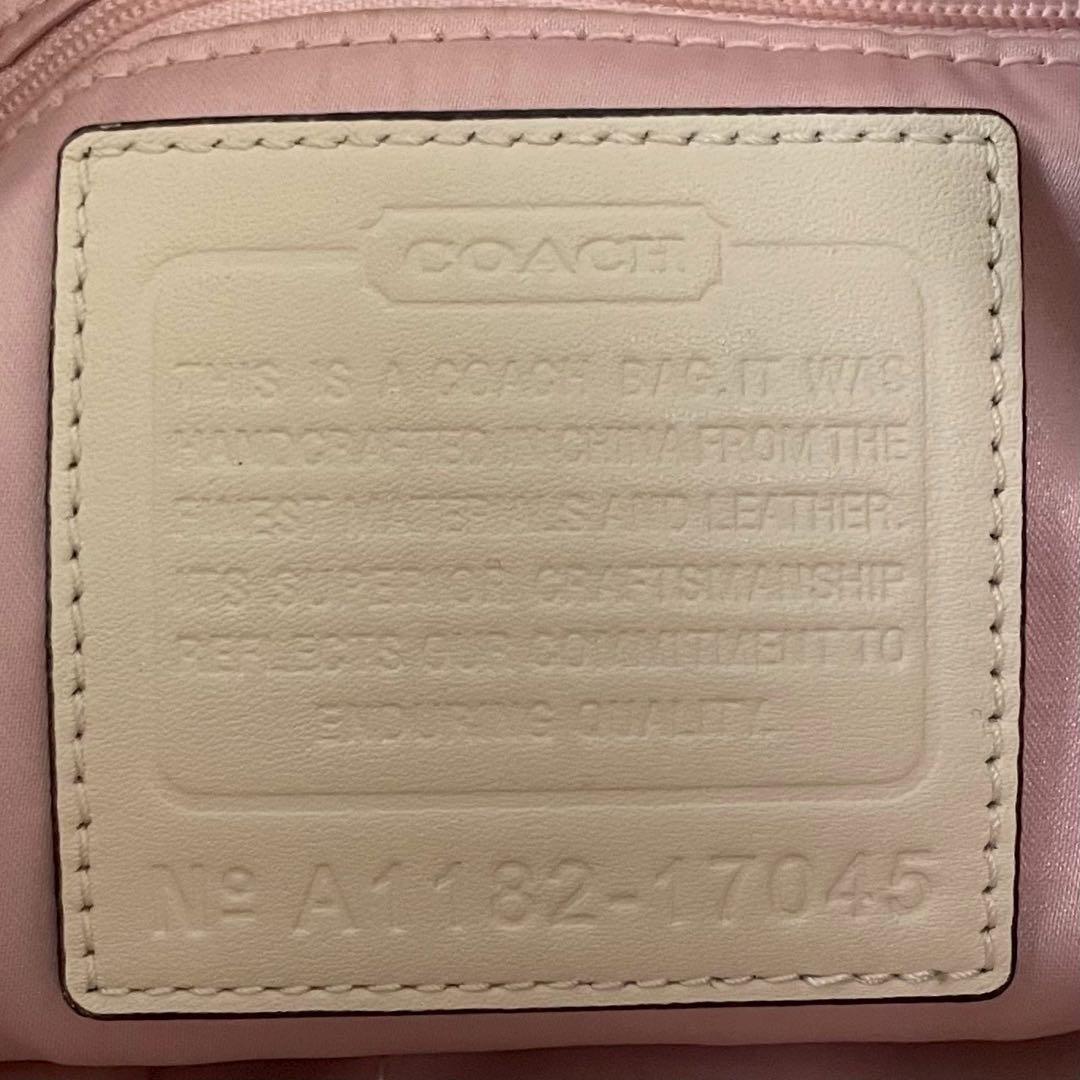 COACH
THIS IS A COACH BAG. IT WAS
HANDCRAFTED IN CHINA FROM THE
FINEST MATERIALS AND LEATHER.
ITS SUPERIOR CRAFTSMANSHIP
REFLECTS OUR COMMITMENT TO
ENDURING QUALITY.
Nº A1182-17045